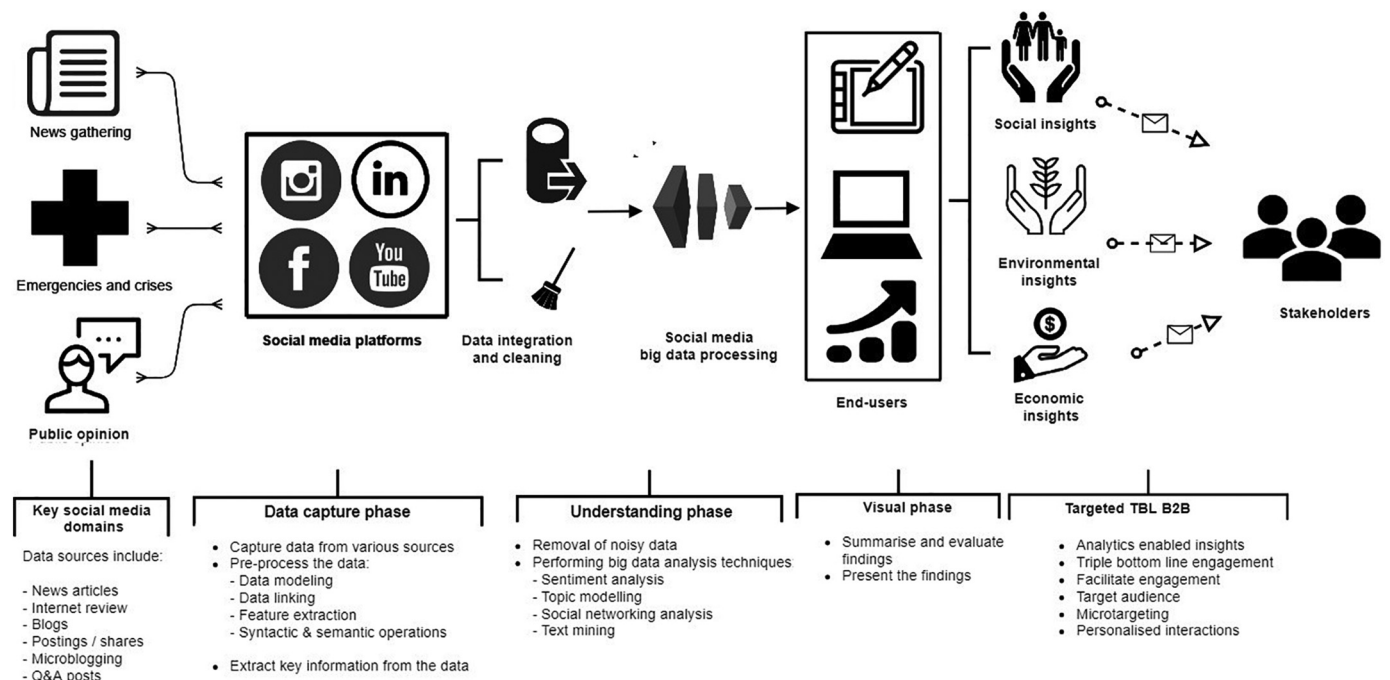 News gathering
Emergencies and crises
Public opinion
in
f
You
Tube
Social media platforms
Data integration
and cleaning
Social media
big data processing
End-users
Social insights
Environmental
insights
$
Economic
insights
Stakeholders
Key social media
domains
Data sources include:
- News articles
- Internet review
- Blogs
- Postings / shares
- Microblogging
- Q&A posts
Data capture phase
• Capture data from various sources
• Pre-process the data:
- Data modeling
- Data linking
- Feature extraction
- Syntactic & semantic operations
• Extract key information from the data
Understanding phase
• Removal of noisy data
• Performing big data analysis techniques
- Sentiment analysis
- Topic modelling
- Social networking analysis
- Text mining
Visual phase
• Summarise and evaluate
findings
• Present the findings
Targeted TBL B2B
• Analytics enabled insights
• Triple bottom line engagement
• Facilitate engagement
• Target audience
• Microtargeting
• Personalised interactions